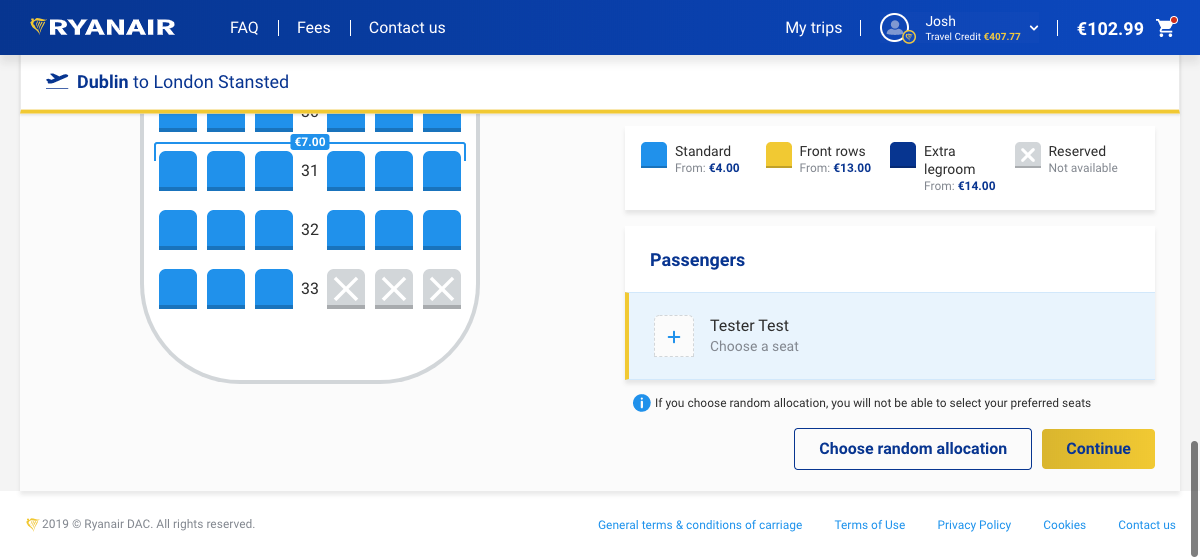 RYANAIR
FAQ
Fees
Contact us
My trips
Josh
Travel Credit €407.77
€102.99
Dublin to London Stansted
€7.00
31
32
33
Standard
From: €4.00
Front rows
From: €13.00
Extra
legroom
From: €14.00
Reserved
Not available
Passengers
+
Tester Test
Choose a seat
i If you choose random allocation, you will not be able to select your preferred seats
Choose random allocation
Continue
2019 © Ryanair DAC. All rights reserved.
General terms & conditions of carriage
Terms of Use
Privacy Policy
Cookies
Contact us